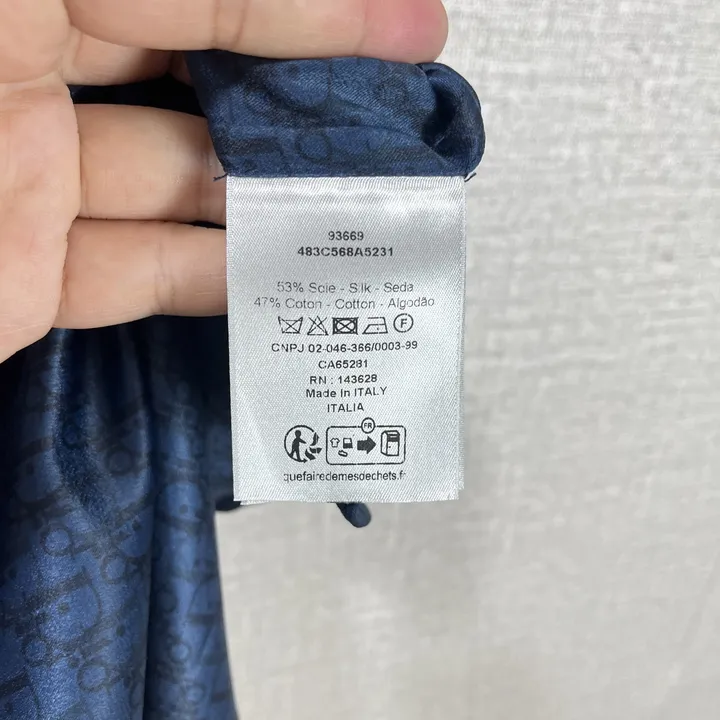 93669
483C568A5231
53% Soie - Silk - Seda
47% Coton - Cotton - Algodão
F
CNPJ 02-046-366/0003-99
CA65281
RN : 143628
Made In ITALY
ITALIA
FR
quefairedemesdechets.fr